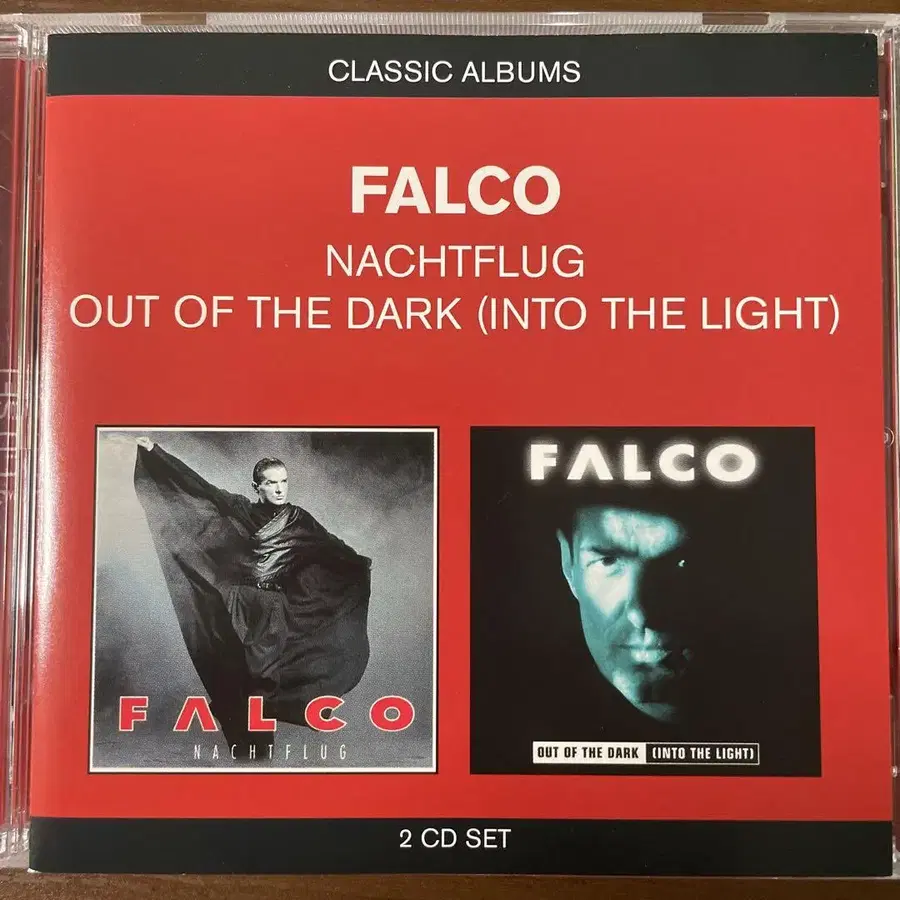 CLASSIC ALBUMS
FALCO
NACHTFLUG
OUT OF THE DARK (INTO THE LIGHT)
FALCO
NACHTFLUG
FALCO
OUT OF THE DARK (INTO THE LIGHT)
2 CD SET